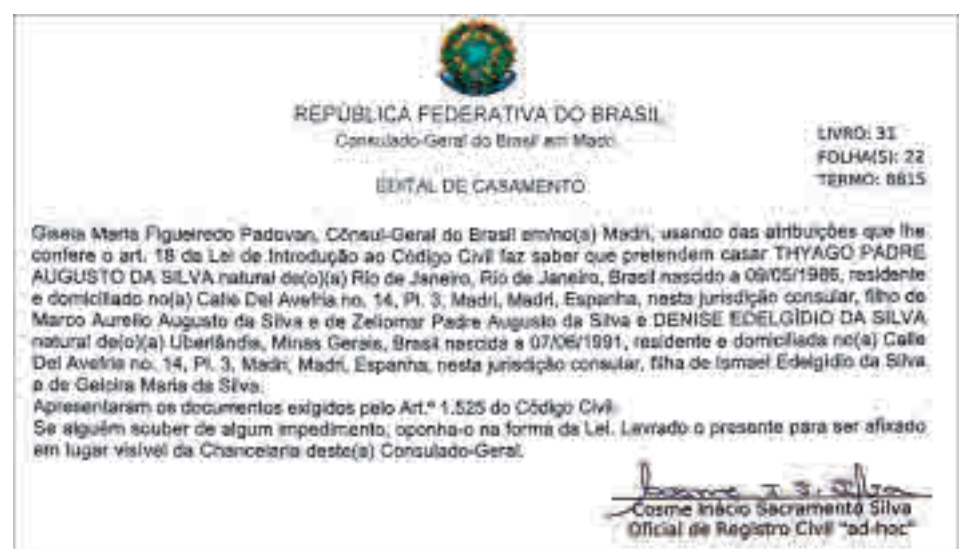 REPÚBLICA FEDERATIVA DO BRASIL
Consulado-Geral do Brasil em Madri
LIVRO: 31
FOLHA(S): 22
TERMO: 8815
EDITAL DE CASAMENTO
Gisela Maria Figueiredo Padovan, Cônsul-Geral do Brasil em/no(a) Madri, usando das atribuições que lhe
confere o art. 18 da Lei de Introdução ao Código Civil faz saber que pretendem casar THYAGO PADRE
AUGUSTO DA SILVA natural de(o)(a) Rio de Janeiro, Rio de Janeiro, Brasil nascido a 09/05/1986, residente
e domiciliado no(a) Calle Del Avefria no. 14, Pl. 3, Madri, Madri, Espanha, nesta jurisdição consular, filho de
Marco Aurelio Augusto da Silva e de Zeliomar Padre Augusto da Silva e DENISE EDELGÍDIO DA SILVA
natural de(o)(a) Uberlândia, Minas Gerais, Brasil nascida a 07/06/1991, residente e domiciliada no(a) Calle
Del Avefria no. 14, Pl. 3, Madri, Madri, Espanha, nesta jurisdição consular, filha de Ismael Edelgidio da Silva
e de Gelcira Maria da Silva.
Apresentaram os documentos exigidos pelo Art.º 1.525 do Código Civil.
Se alguém souber de algum impedimento, oponha-o na forma da Lei. Lavrado o presente para ser afixado
em lugar visível da Chancelaria deste(a) Consulado-Geral.
Cosme I. S. Silva
Cosme Inácio Sacramento Silva
Oficial de Registro Civil "ad-hoc"